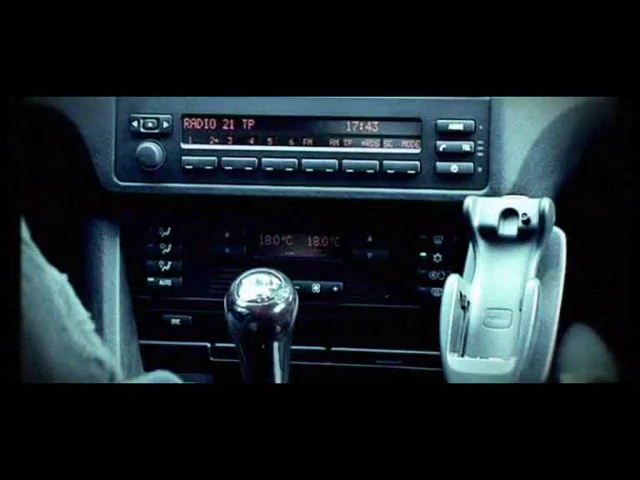 RADIO 21 TP 17:43
1 2• 3 4 5 6 FM AM TP •RDS SC MODE
TEL
18.0°C 18.0°C
AUTO